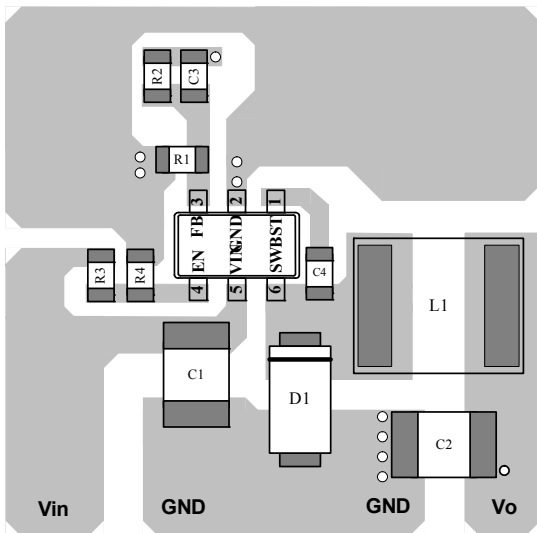 R2
C3
R1
3
2
1
FB
GND
BST
EN
VIN
SW
4
5
6
R3
R4
C4
L1
C1
D1
C2
Vin
GND
GND
Vo